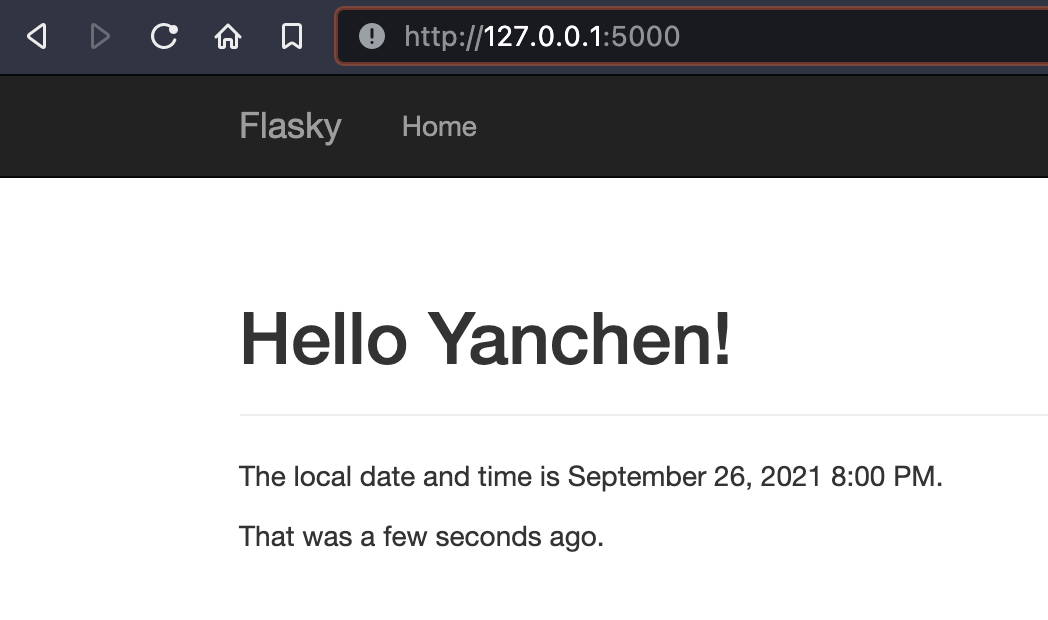 http://127.0.0.1:5000
Flasky Home
Hello Yanchen!
The local date and time is September 26, 2021 8:00 PM.
That was a few seconds ago.